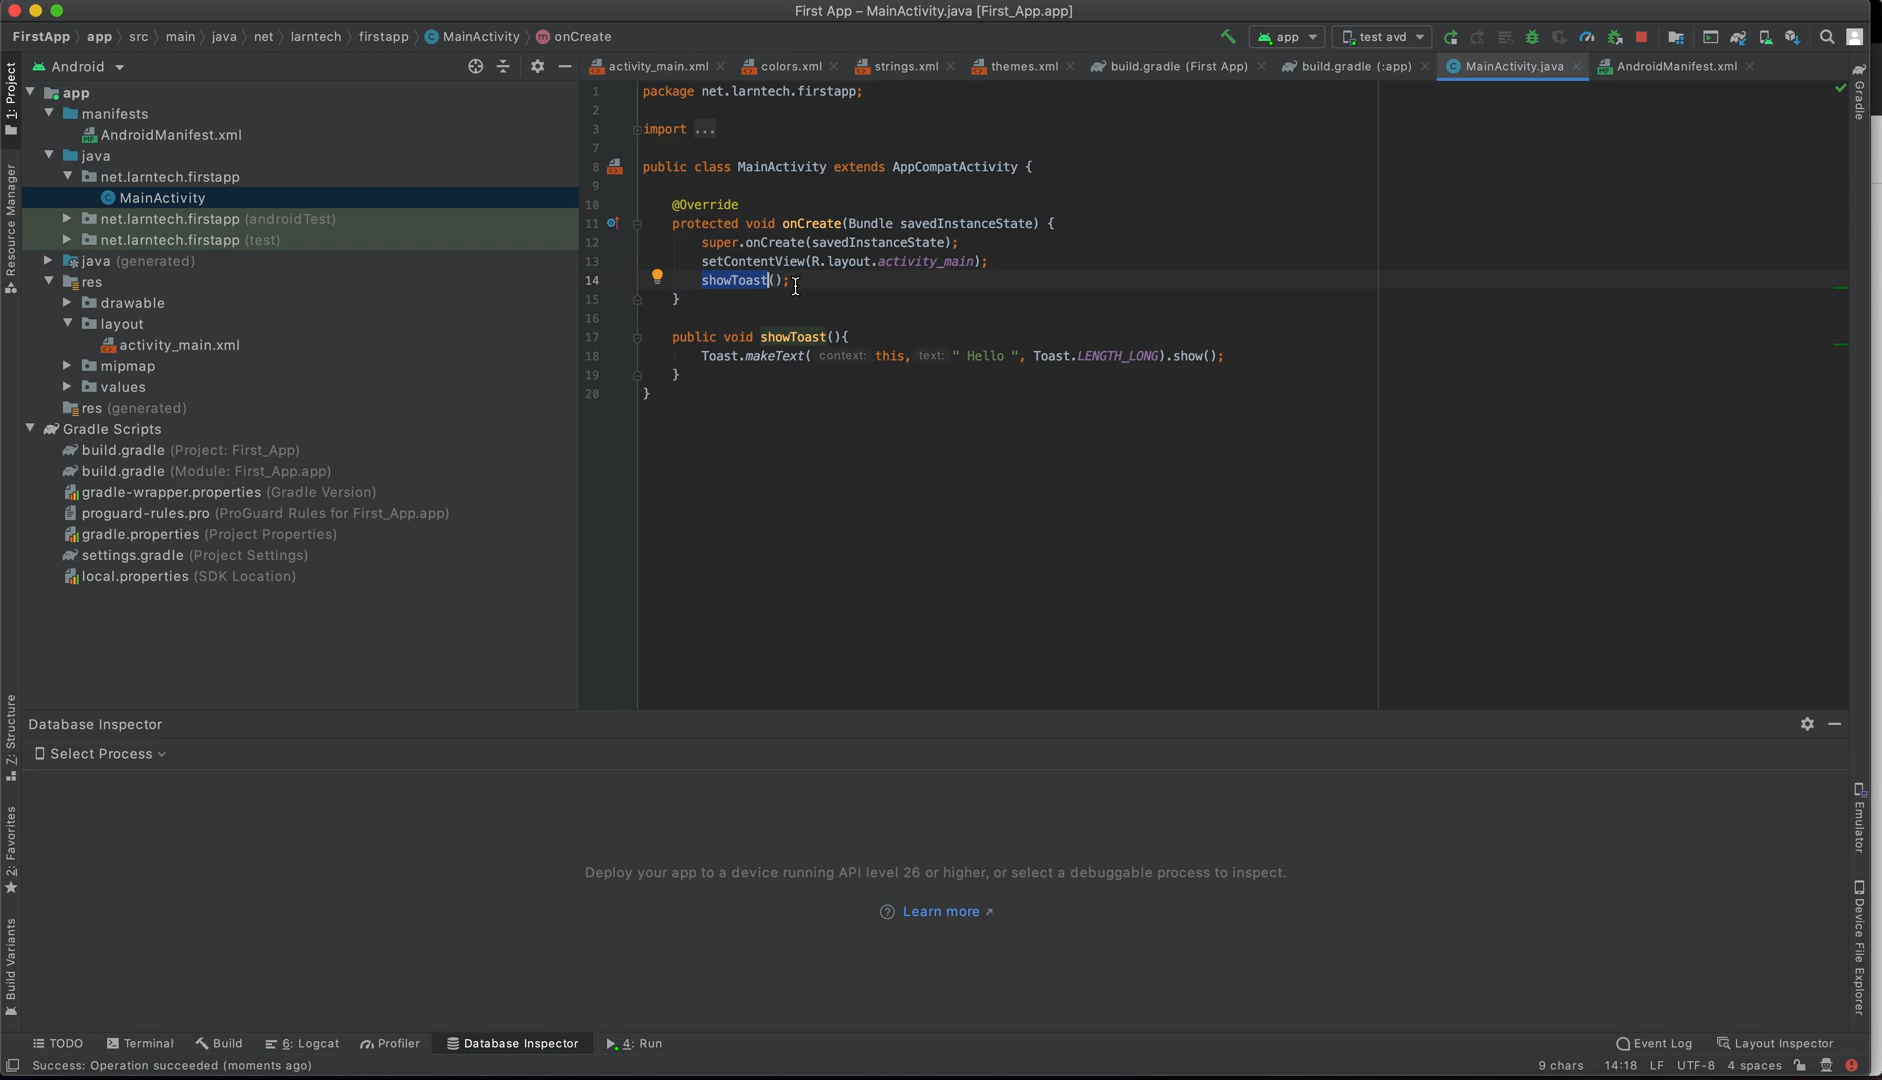 First App – MainActivity.java [First_App.app]
FirstApp app src main java net larntech firstapp MainActivity onCreate
app test avd
1: Project
Resource Manager
Z: Structure
2: Favorites
Build Variants
Android
app
manifests
AndroidManifest.xml
java
net.larntech.firstapp
MainActivity
net.larntech.firstapp (androidTest)
net.larntech.firstapp (test)
java (generated)
res
drawable
layout
activity_main.xml
mipmap
values
res (generated)
Gradle Scripts
build.gradle (Project: First_App)
build.gradle (Module: First_App.app)
gradle-wrapper.properties (Gradle Version)
proguard-rules.pro (ProGuard Rules for First_App.app)
gradle.properties (Project Properties)
settings.gradle (Project Settings)
local.properties (SDK Location)
activity_main.xml colors.xml strings.xml themes.xml build.gradle (First App) build.gradle (:app) MainActivity.java AndroidManifest.xml
1 package net.larntech.firstapp;
2
3 import ...
7
8 public class MainActivity extends AppCompatActivity {
9
10 @Override
11 protected void onCreate(Bundle savedInstanceState) {
12 super.onCreate(savedInstanceState);
13 setContentView(R.layout.activity_main);
14 showToast();
15 }
16
17 public void showToast(){
18 Toast.makeText( context: this, text: " Hello ", Toast.LENGTH_LONG).show();
19 }
20 }
Gradle
Emulator
Device File Explorer
Database Inspector
Select Process
Deploy your app to a device running API level 26 or higher, or select a debuggable process to inspect.
? Learn more
TODO Terminal Build 6: Logcat Profiler Database Inspector 4: Run Event Log Layout Inspector
Success: Operation succeeded (moments ago) 9 chars 14:18 LF UTF-8 4 spaces